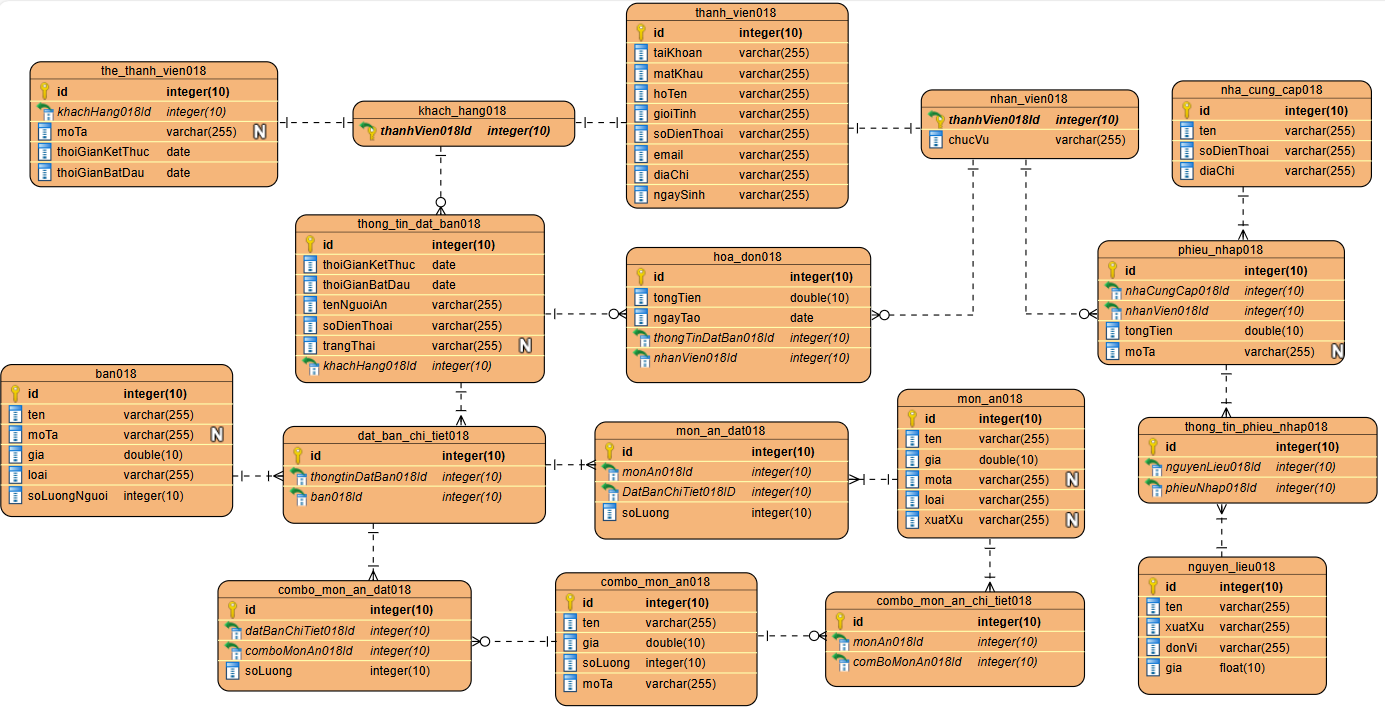 thanh_vien018
id integer(10)
taiKhoan varchar(255)
matKhau varchar(255)
hoTen varchar(255)
gioiTinh varchar(255)
soDienThoai varchar(255)
email varchar(255)
diaChi varchar(255)
ngaySinh varchar(255)
the_thanh_vien018
id integer(10)
khachHang018Id integer(10)
moTa varchar(255) N
thoiGianKetThuc date
thoiGianBatDau date
khach_hang018
thanhVien018Id integer(10)
nhan_vien018
thanhVien018Id integer(10)
chucVu varchar(255)
nha_cung_cap018
id integer(10)
ten varchar(255)
soDienThoai varchar(255)
diaChi varchar(255)
thong_tin_dat_ban018
id integer(10)
thoiGianKetThuc date
thoiGianBatDau date
tenNguoiAn varchar(255)
soDienThoai varchar(255)
trangThai varchar(255) N
khachHang018Id integer(10)
hoa_don018
id integer(10)
tongTien double(10)
ngayTao date
thongTinDatBan018Id integer(10)
nhanVien018Id integer(10)
phieu_nhap018
id integer(10)
nhaCungCap018Id integer(10)
nhanVien018Id integer(10)
tongTien double(10)
moTa varchar(255) N
ban018
id integer(10)
ten varchar(255)
moTa varchar(255) N
gia double(10)
loai varchar(255)
soLuongNguoi integer(10)
dat_ban_chi_tiet018
id integer(10)
thongtinDatBan018Id integer(10)
ban018Id integer(10)
mon_an_dat018
id integer(10)
monAn018Id integer(10)
DatBanChiTiet018ID integer(10)
soLuong integer(10)
mon_an018
id integer(10)
ten varchar(255)
gia double(10)
mota varchar(255) N
loai varchar(255)
xuatXu varchar(255) N
thong_tin_phieu_nhap018
id integer(10)
nguyenLieu018Id integer(10)
phieuNhap018Id integer(10)
combo_mon_an_dat018
id integer(10)
datBanChiTiet018Id integer(10)
comboMonAn018Id integer(10)
soLuong integer(10)
combo_mon_an018
id integer(10)
ten varchar(255)
gia double(10)
soLuong integer(10)
moTa varchar(255)
combo_mon_an_chi_tiet018
id integer(10)
monAn018Id integer(10)
comBoMonAn018Id integer(10)
nguyen_lieu018
id integer(10)
ten varchar(255)
xuatXu varchar(255)
donVi varchar(255)
gia float(10)